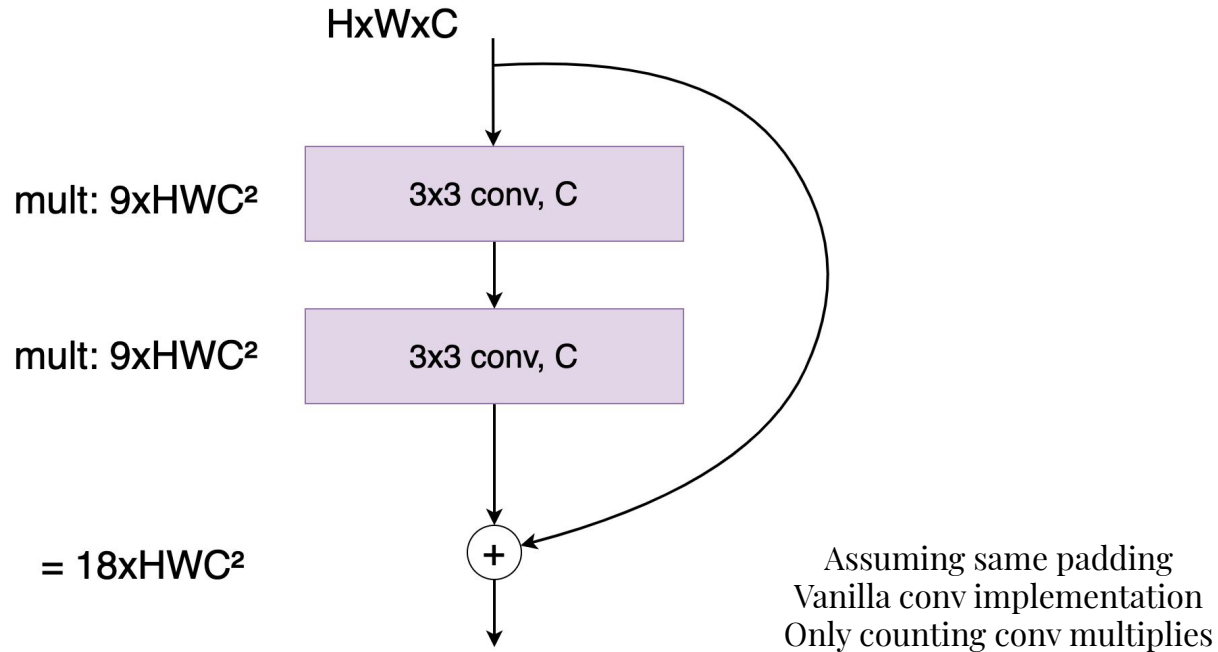 HxWxC
mult: 9xHWC²
3x3 conv, C
mult: 9xHWC²
3x3 conv, C
= 18xHWC²
+
Assuming same padding
Vanilla conv implementation
Only counting conv multiplies